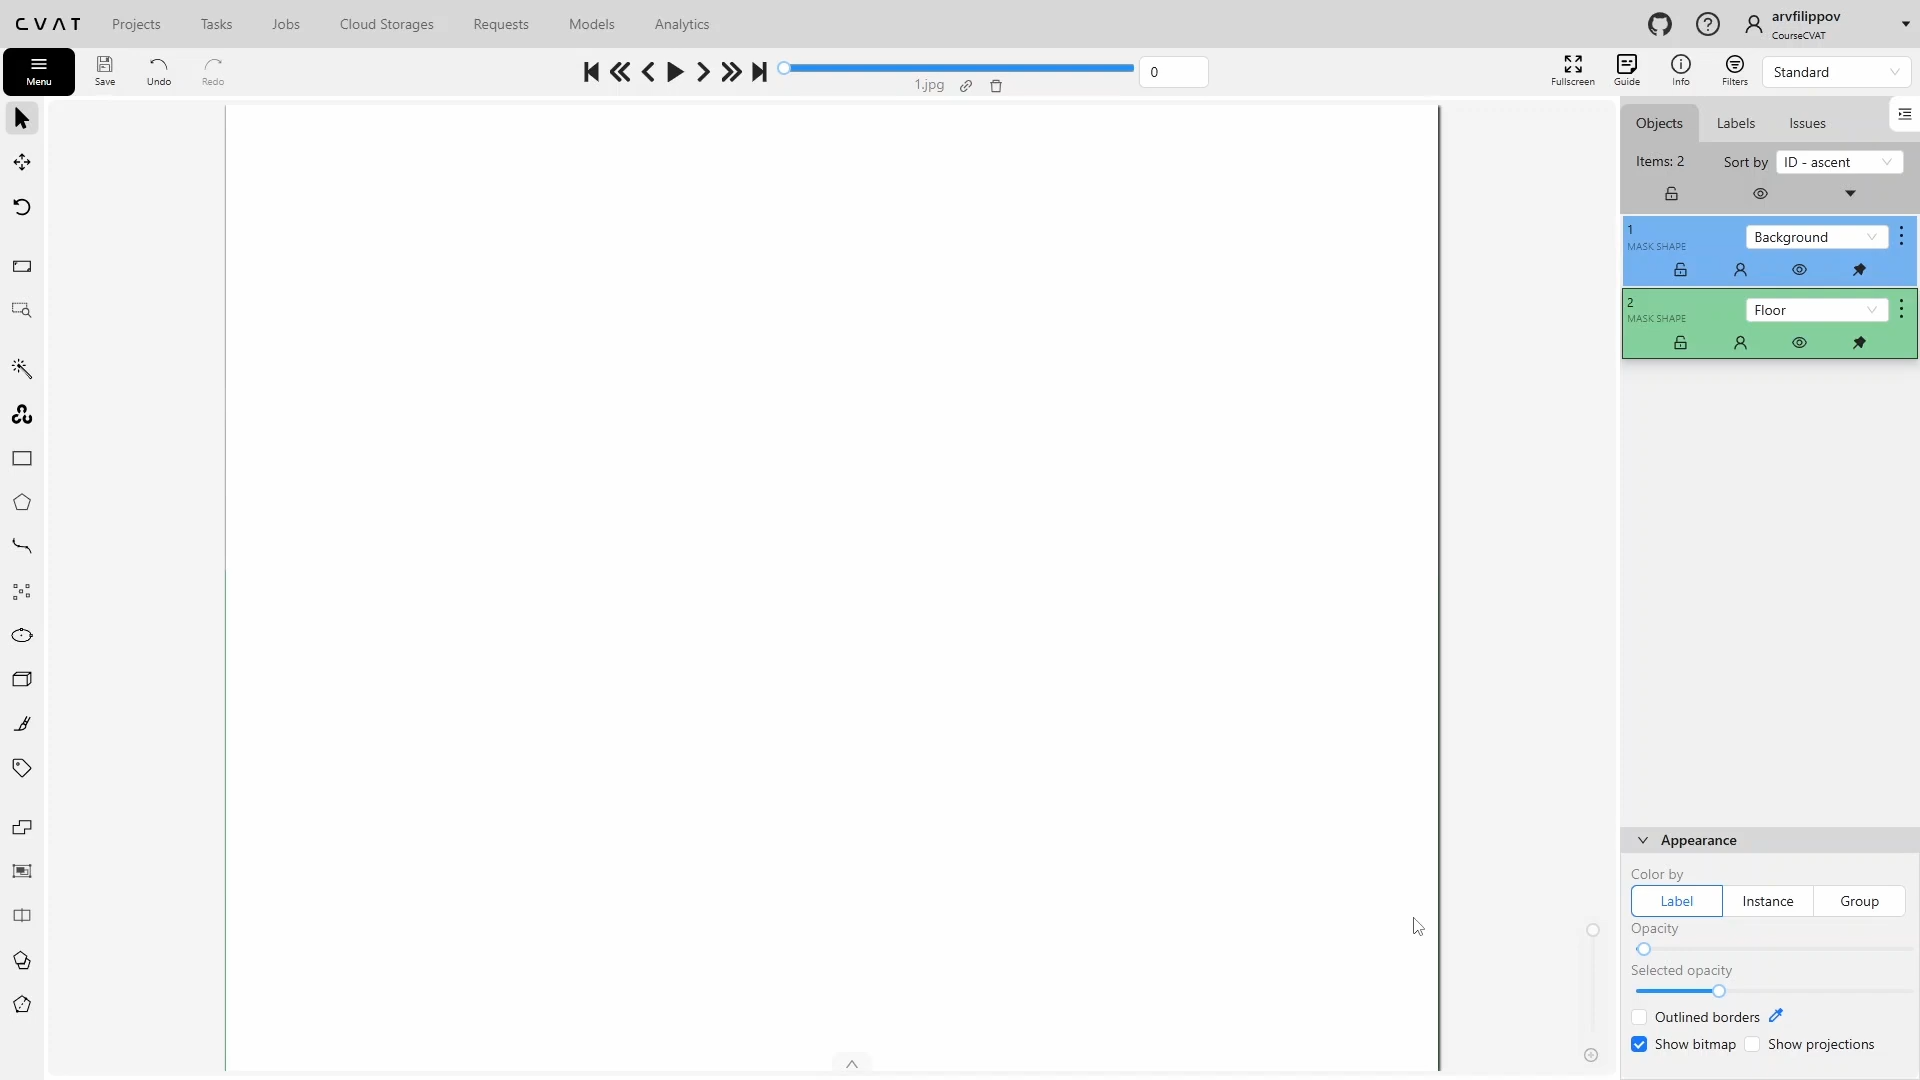 CVAT Projects Tasks Jobs Cloud Storages Requests Models Analytics arvfilippov
CourseCVAT
Menu Save Undo Redo 1.jpg 0 Fullscreen Guide Info Filters Standard
Objects Labels Issues
Items: 2 Sort by ID - ascent
1 Background
MASK SHAPE
2 Floor
MASK SHAPE
Appearance
Color by
Label Instance Group
Opacity
Selected opacity
Outlined borders
Show bitmap Show projections